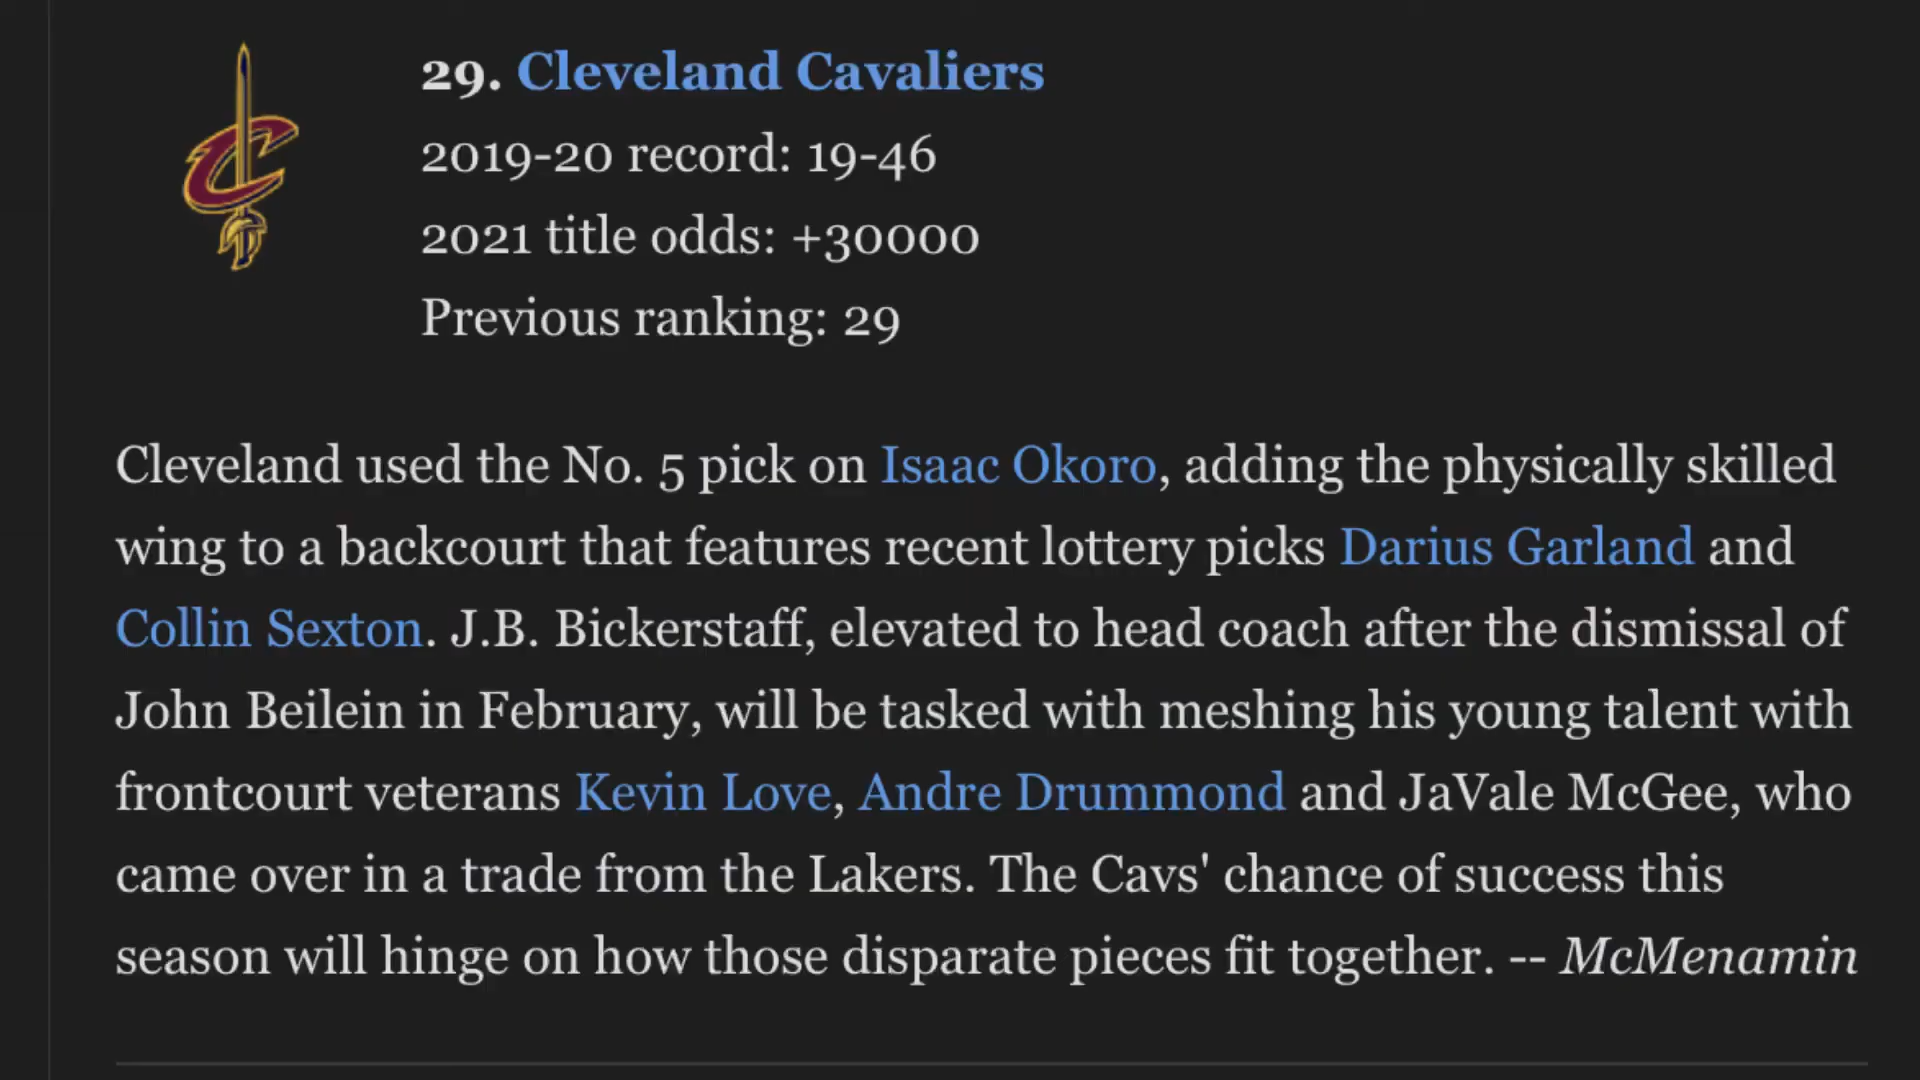 29. Cleveland Cavaliers
2019-20 record: 19-46
2021 title odds: +30000
Previous ranking: 29
Cleveland used the No. 5 pick on Isaac Okoro, adding the physically skilled
wing to a backcourt that features recent lottery picks Darius Garland and
Collin Sexton. J.B. Bickerstaff, elevated to head coach after the dismissal of
John Beilein in February, will be tasked with meshing his young talent with
frontcourt veterans Kevin Love, Andre Drummond and JaVale McGee, who
came over in a trade from the Lakers. The Cavs' chance of success this
season will hinge on how those disparate pieces fit together. -- McMenamin